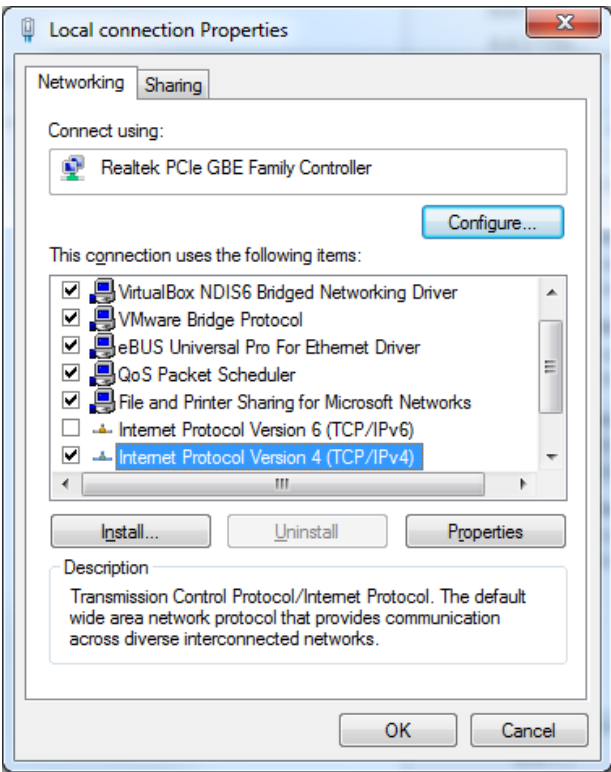 Local connection Properties
Networking
Sharing
Connect using:
Realtek PCIe GBE Family Controller
Configure...
This connection uses the following items:
VirtualBox NDIS6 Bridged Networking Driver
VMware Bridge Protocol
eBUS Universal Pro For Ethernet Driver
QoS Packet Scheduler
File and Printer Sharing for Microsoft Networks
Internet Protocol Version 6 (TCP/IPv6)
Internet Protocol Version 4 (TCP/IPv4)
Install...
Uninstall
Properties
Description
Transmission Control Protocol/Internet Protocol. The default
wide area network protocol that provides communication
across diverse interconnected networks.
OK
Cancel